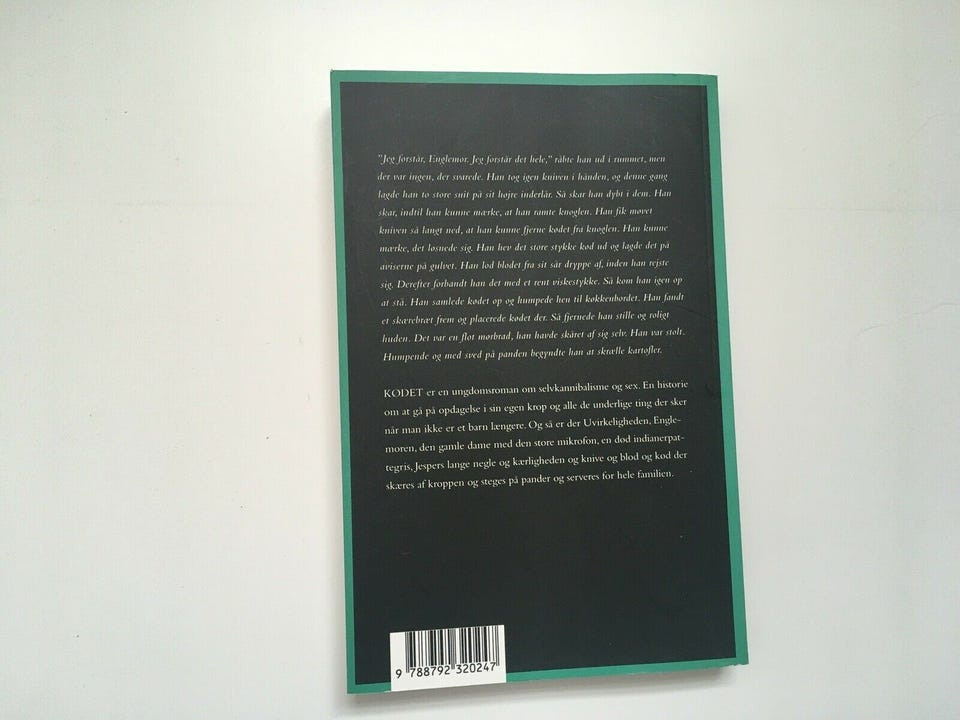 "Jeg forstår, Englemor. Jeg forstår det hele," råbte han ud i rummet, men
der var ingen, der svarede. Han tog igen kniven i hånden, og denne gang
lagde han to store snit på sit højre inderlår. Så skar han dybt i dem. Han
skar, indtil han kunne mærke, at han ramte knoglen. Han fik møvet
kniven så langt ned, at han kunne fjerne kødet fra knoglen. Han kunne
mærke, det løsnede sig. Han hev det store stykke kød ud og lagde det på
aviserne på gulvet. Han lod blodet fra sit sår dryppe af, inden han rejste
sig. Derefter forbandt han det med et rent viskestykke. Så kom han igen op
at stå. Han samlede kødet op og humpede hen til køkkenbordet. Han fandt
et skærebræt frem og placerede kødet der. Så fjernede han stille og roligt
huden. Det var en flot mørbrad, han havde skåret af sig selv. Han var stolt.
Humpende og med sved på panden begyndte han at skrælle kartofler.
KØDET er en ungdomsroman om selvkannibalisme og sex. En historie
om at gå på opdagelse i sin egen krop og alle de underlige ting der sker
når man ikke er et barn længere. Og så er der Uvirkeligheden, Engle-
moren, den gamle dame med den store mikrofon, en død indianerpat-
tegris, Jespers lange negle og kærligheden og knive og blod og kød der
skæres af kroppen og steges på pander og serveres for hele familien.
9 788792 320247